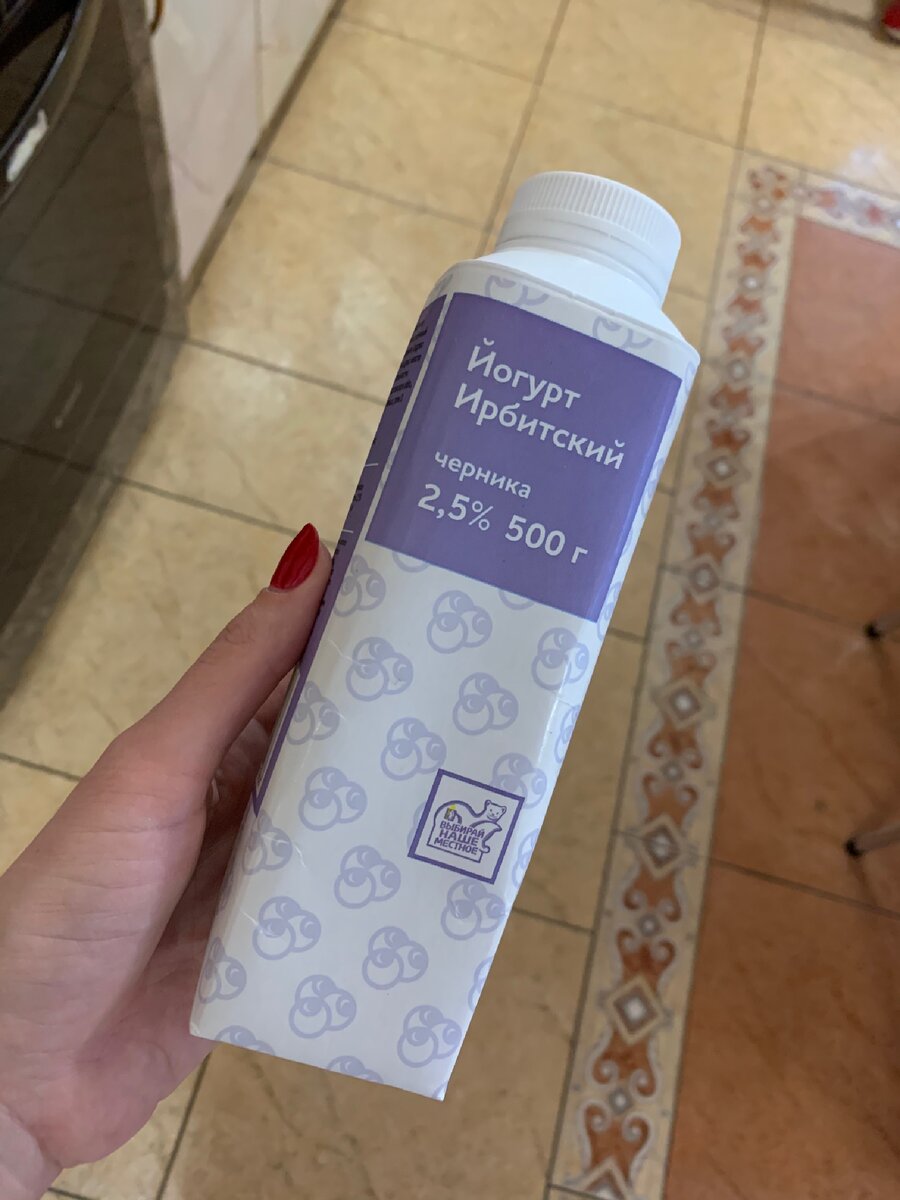 Йогурт
Ирбитский
черника
2,5% 500 г
ВЫБИРАЙ
НАШЕ
МЕСТНОЕ